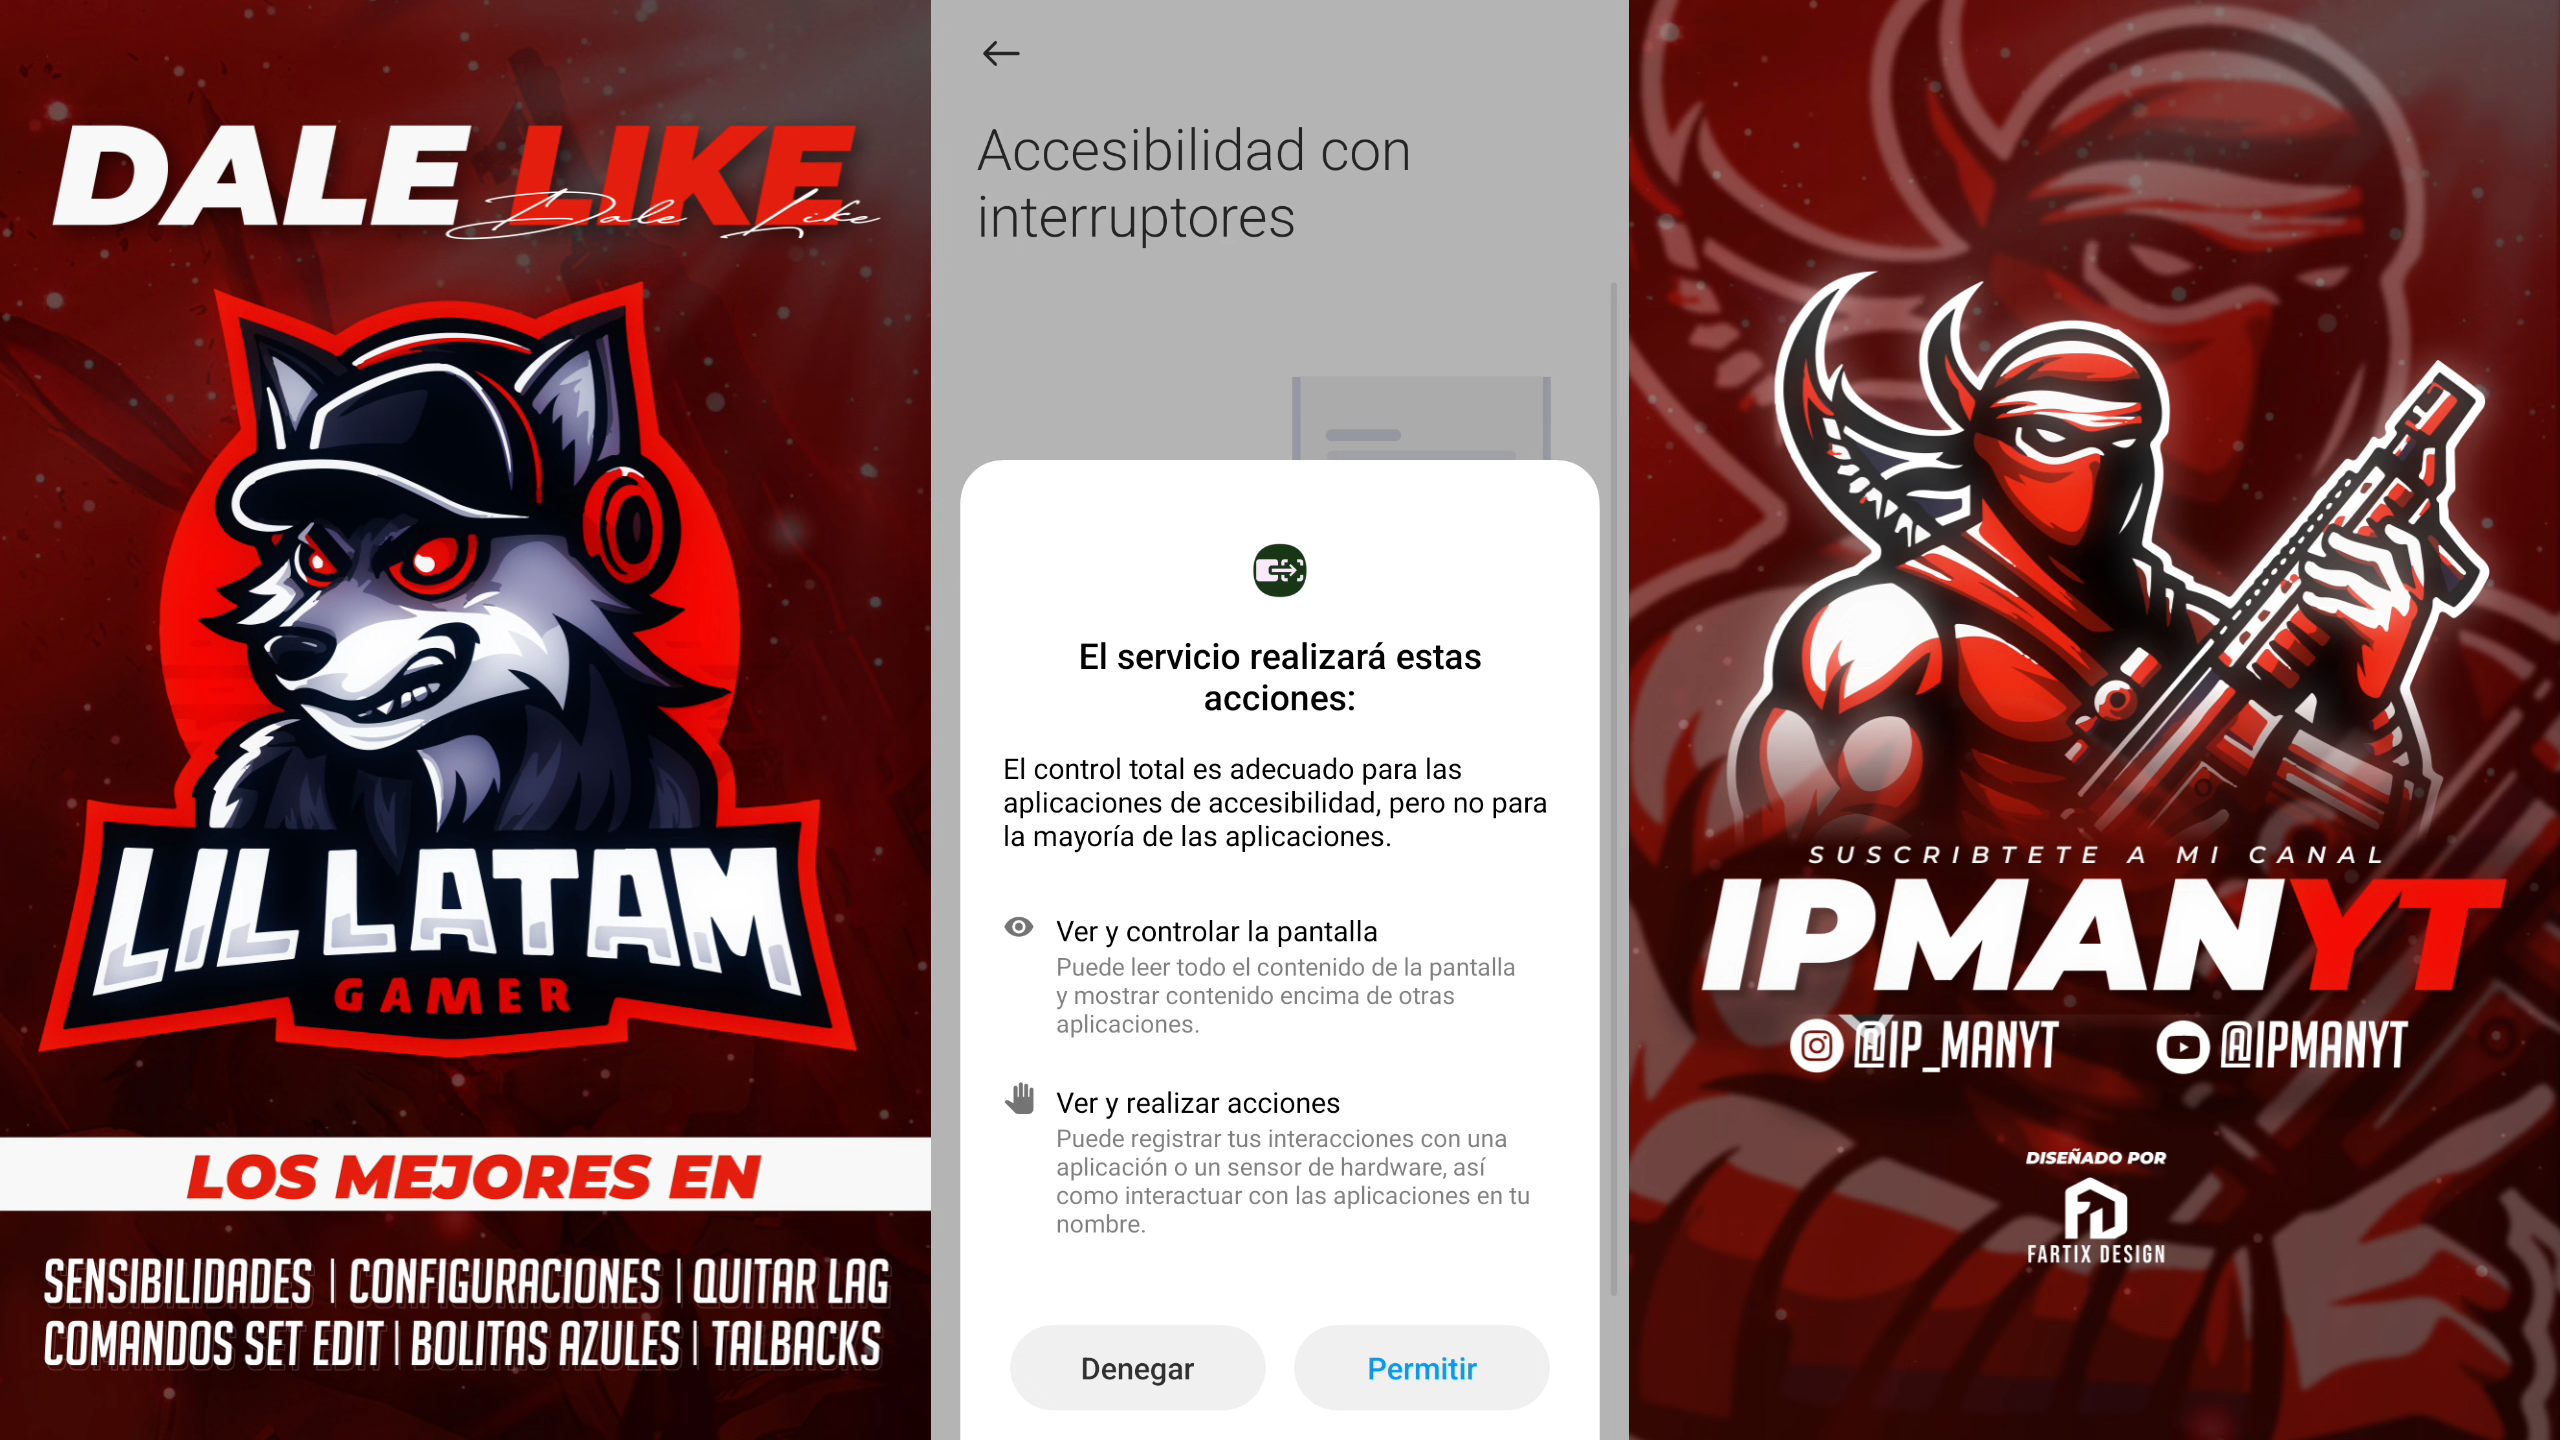 DALE LIKE
Dale Like
LIL LATAM
GAMER
LOS MEJORES EN
SENSIBILIDADES | CONFIGURACIONES | QUITAR LAG
COMANDOS SET EDIT | BOLITAS AZULES | TALBACKS
Accesibilidad con
interruptores
El servicio realizará estas
acciones:
El control total es adecuado para las
aplicaciones de accesibilidad, pero no para
la mayoría de las aplicaciones.
Ver y controlar la pantalla
Puede leer todo el contenido de la pantalla
y mostrar contenido encima de otras
aplicaciones.
Ver y realizar acciones
Puede registrar tus interacciones con una
aplicación o un sensor de hardware, así
como interactuar con las aplicaciones en tu
nombre.
Denegar
Permitir
SUSCRIBTETE A MI CANAL
IPMANYT
@IP_MANYT
@IPMANYT
DISEÑADO POR
FARTIX DESIGN